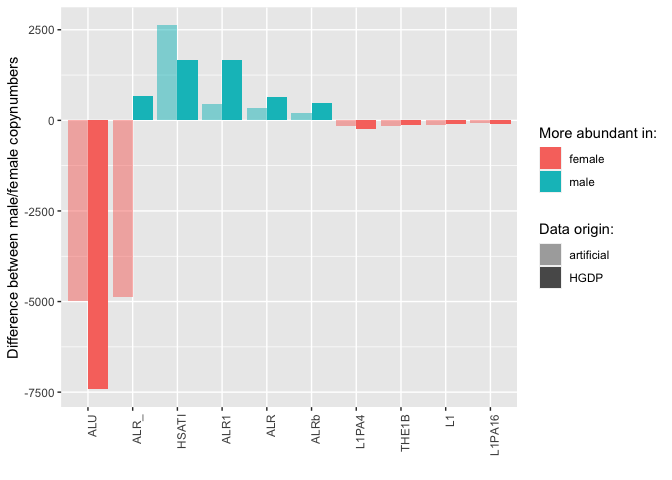 Difference between male/female copynumbers
2500
0
-2500
-5000
-7500
ALU
ALR_
HSATI
ALR1
ALR
ALRb
L1PA4
THE1B
L1
L1PA16
More abundant in:
female
male
Data origin:
artificial
HGDP